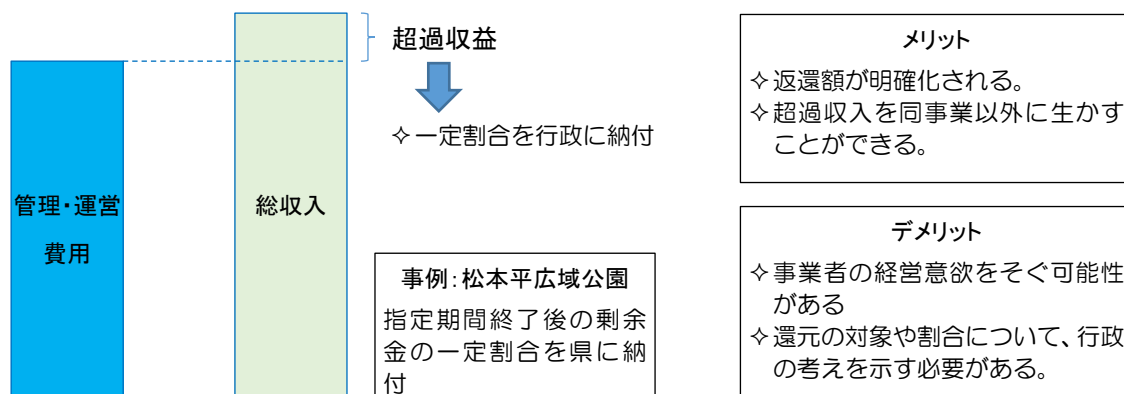 管理・運営
費用
総収入
超過収益
✧一定割合を行政に納付
事例：松本平広域公園
指定期間終了後の剰余
金の一定割合を県に納
付
メリット
✧返還額が明確化される。
✧超過収入を同事業以外に生かす
ことができる。
デメリット
✧事業者の経営意欲をそぐ可能性
がある
✧還元の対象や割合について、行政
の考えを示す必要がある。